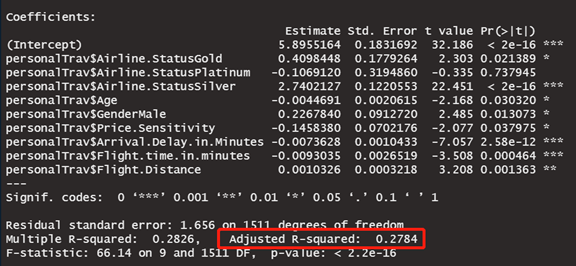 Coefficients:
Estimate Std. Error t value Pr(>|t|)
(Intercept) 5.8955164 0.1831692 32.186 < 2e-16 ***
personalTrav$Airline.StatusGold 0.4098448 0.1779264 2.303 0.021389 *
personalTrav$Airline.StatusPlatinum -0.1069120 0.3194860 -0.335 0.737945
personalTrav$Airline.StatusSilver 2.7402127 0.1220553 22.451 < 2e-16 ***
personalTrav$Age -0.0044691 0.0020615 -2.168 0.030320 *
personalTrav$GenderMale 0.2267840 0.0912720 2.485 0.013073 *
personalTrav$Price.Sensitivity -0.1458380 0.0702176 -2.077 0.037975 *
personalTrav$Arrival.Delay.in.Minutes -0.0073628 0.0010433 -7.057 2.58e-12 ***
personalTrav$Flight.time.in.minutes -0.0093035 0.0026519 -3.508 0.000464 ***
personalTrav$Flight.Distance 0.0010326 0.0003218 3.208 0.001363 **
---
Signif. codes: 0 ‘***’ 0.001 ‘**’ 0.01 ‘*’ 0.05 ‘.’ 0.1 ‘ ’ 1
Residual standard error: 1.656 on 1511 degrees of freedom
Multiple R-squared: 0.2826, Adjusted R-squared: 0.2784
F-statistic: 66.14 on 9 and 1511 DF, p-value: < 2.2e-16